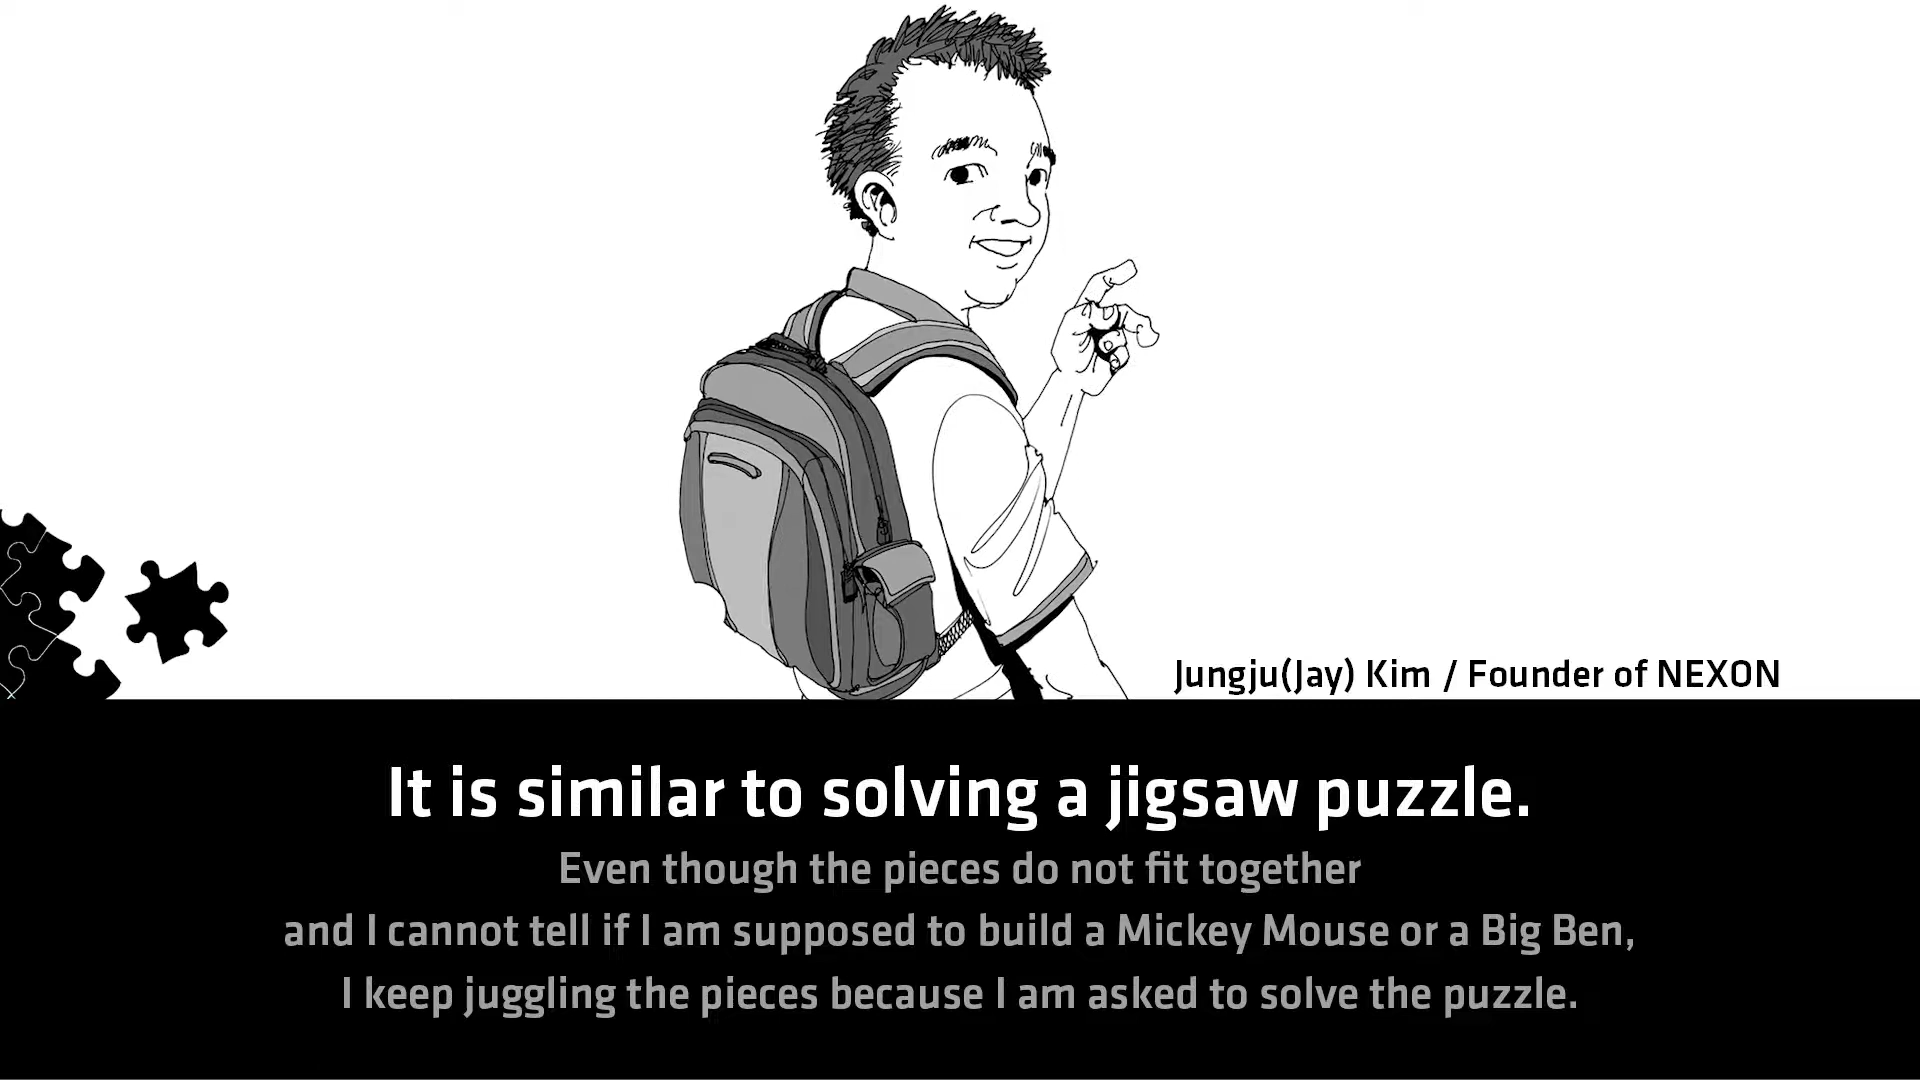 Jungju(Jay) Kim / Founder of NEXON
It is similar to solving a jigsaw puzzle.
Even though the pieces do not fit together
and I cannot tell if I am supposed to build a Mickey Mouse or a Big Ben,
I keep juggling the pieces because I am asked to solve the puzzle.